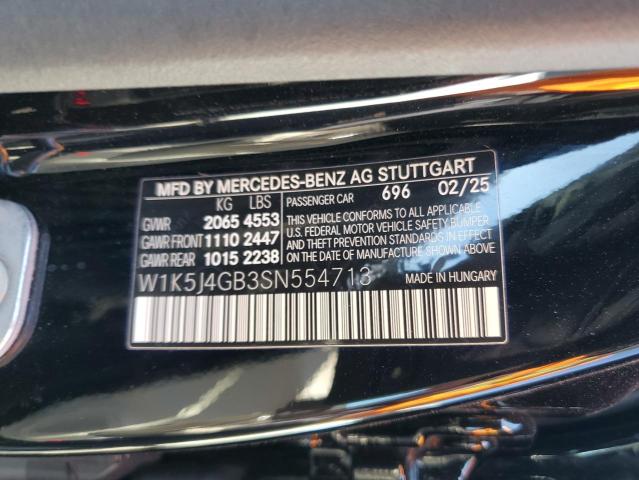 MFD BY MERCEDES-BENZ AG STUTTGART
KG LBS
GVWR 2065 4553
GAWR FRONT 1110 2447
GAWR REAR 1015 2238
PASSENGER CAR 696 02/25
THIS VEHICLE CONFORMS TO ALL APPLICABLE
U.S. FEDERAL MOTOR VEHICLE SAFETY BUMPER
AND THEFT PREVENTION STANDARDS IN EFFECT
ON THE DATE OF MANUFACTURE SHOWN ABOVE
W1K5J4GB3SN554713
MADE IN HUNGARY